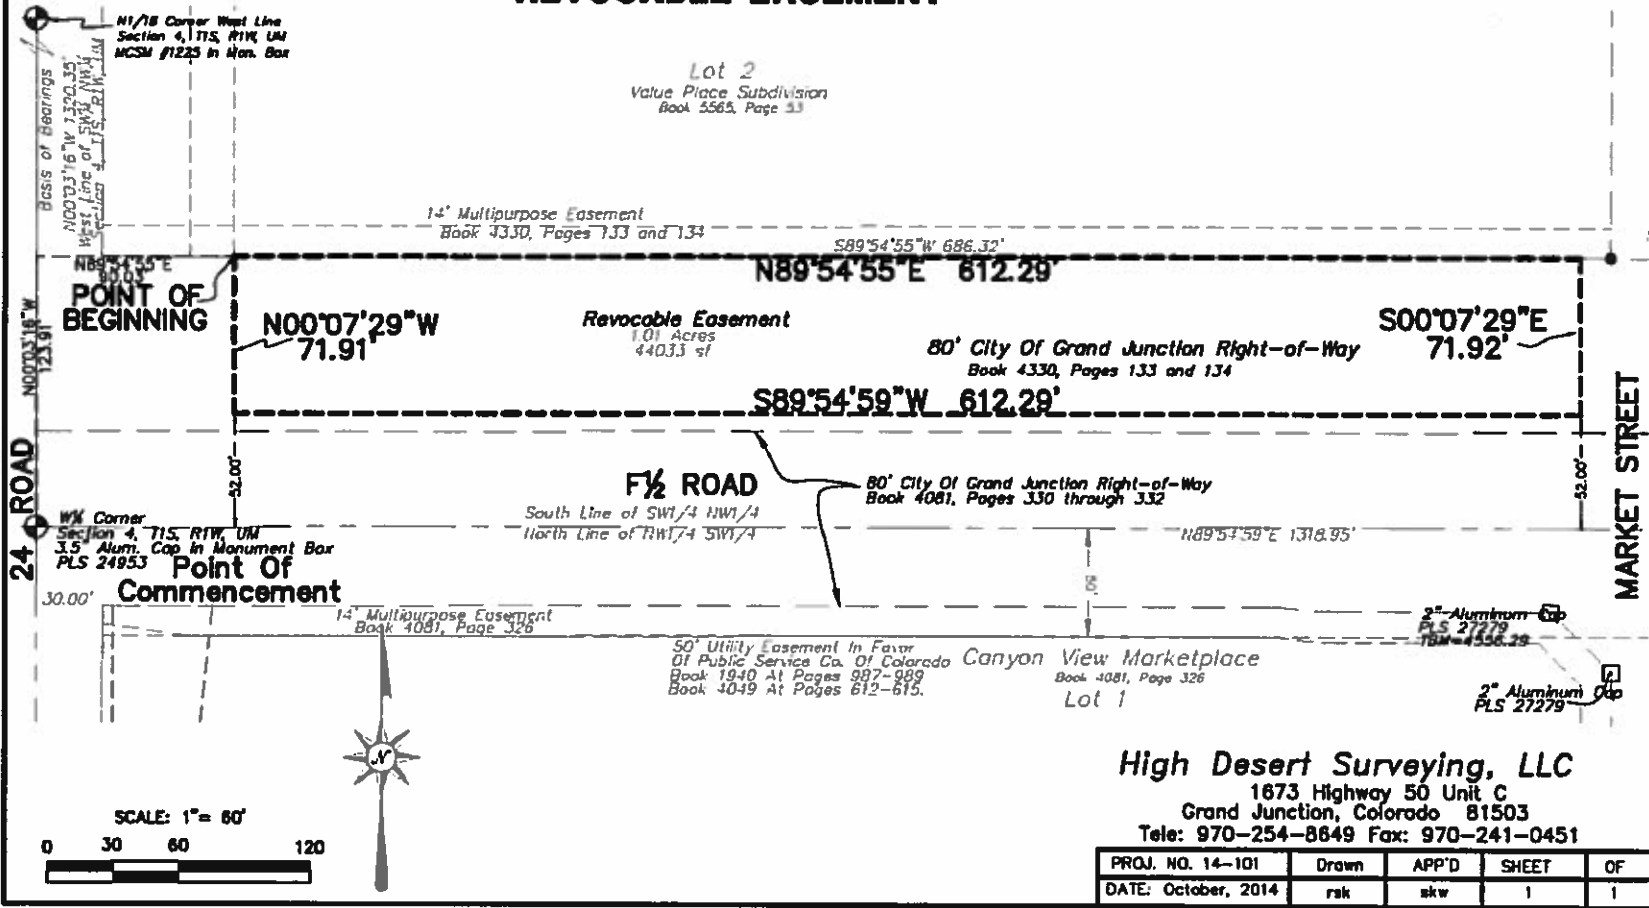 REVOCABLE EASEMENT
N1/16 Corner West Line
Section 4, T1S, R1W, UM
MCSM #1225 in Mon. Box
Basis of Bearings
N00°03'16"W 1320.35'
West Line of SW¼ NW¼
Section 4, T1S, R1W, UM
Lot 2
Value Place Subdivision
Book 5565, Page 53
14' Multipurpose Easement
Book 4330, Pages 133 and 134
S89°54'55"W 686.32'
N89°54'55"E
POINT OF
BEGINNING
N89°54'55"E 612.29'
N00°07'29"W
71.91'
Revocable Easement
1.01 Acres
44033 sf
80' City Of Grand Junction Right-of-Way
Book 4330, Pages 133 and 134
S00°07'29"E
71.92'
N00°03'16"W
123.91'
S89°54'59"W 612.29'
52.00'
F½ ROAD
80' City Of Grand Junction Right-of-Way
Book 4081, Pages 330 through 332
52.00'
MARKET STREET
24 ROAD
South Line of SW1/4 NW1/4
North Line of NW1/4 SW1/4
N89°54'59"E 1318.95'
W¼ Corner
Section 4, T1S, R1W, UM
3.5" Alum. Cap in Monument Box
PLS 24953
Point Of
Commencement
30.00'
14' Multipurpose Easement
Book 4081, Page 326
50' Utility Easement In Favor
Of Public Service Co. Of Colorado
Book 1940 At Pages 987-989
Book 4049 At Pages 612-615.
Canyon View Marketplace
Book 4081, Page 326
Lot 1
2" Aluminum Cap
PLS 27279
TBM=4556.29
2" Aluminum Cap
PLS 27279
N
SCALE: 1"= 60'
0 30 60 120
High Desert Surveying, LLC
1673 Highway 50 Unit C
Grand Junction, Colorado 81503
Tele: 970-254-8649 Fax: 970-241-0451
PROJ. NO. 14-101 Drawn APP'D SHEET OF
DATE: October, 2014 rsk skw 1 1